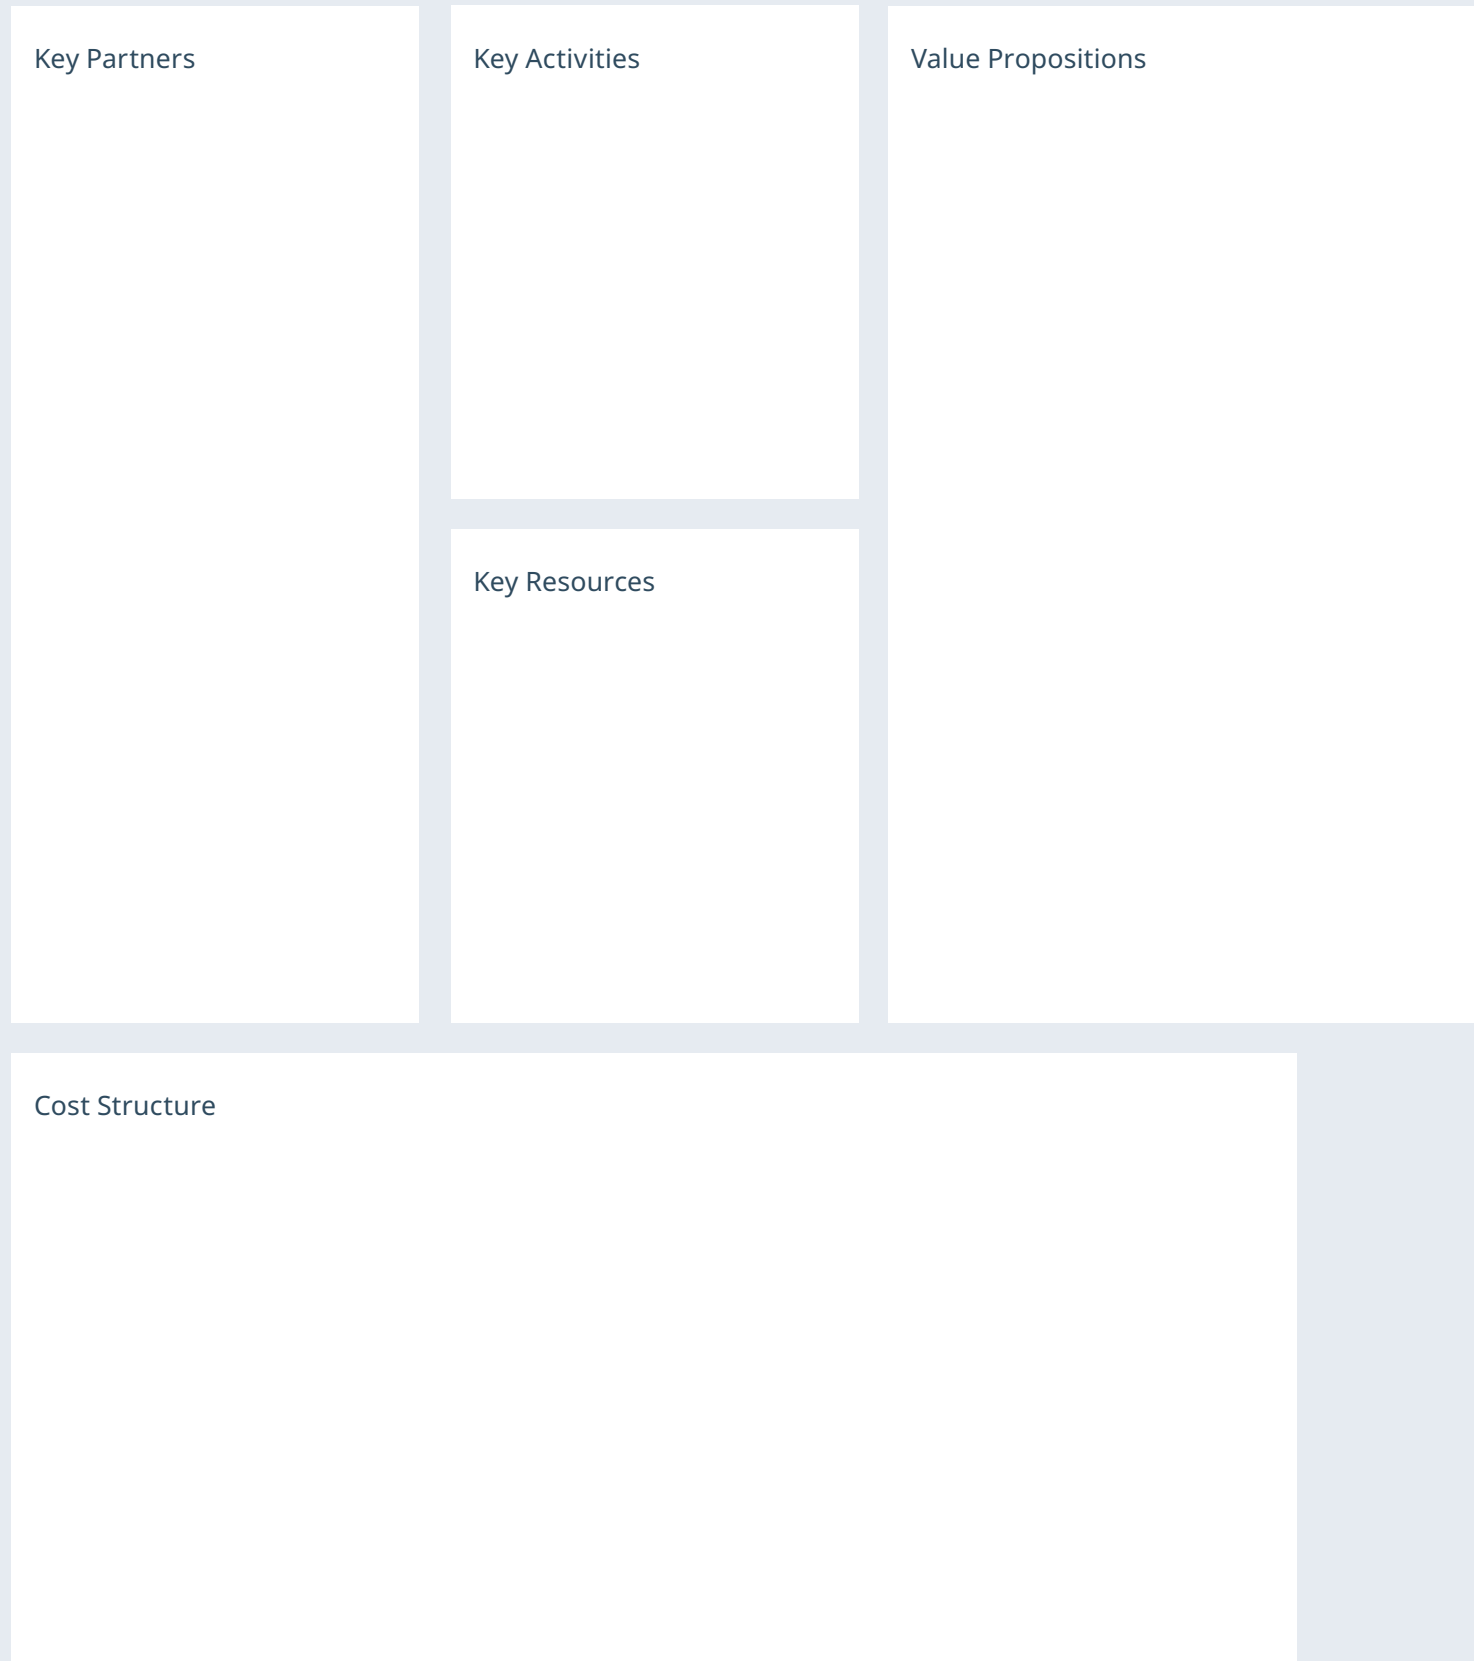 Key Partners
Key Activities
Value Propositions
Key Resources
Cost Structure